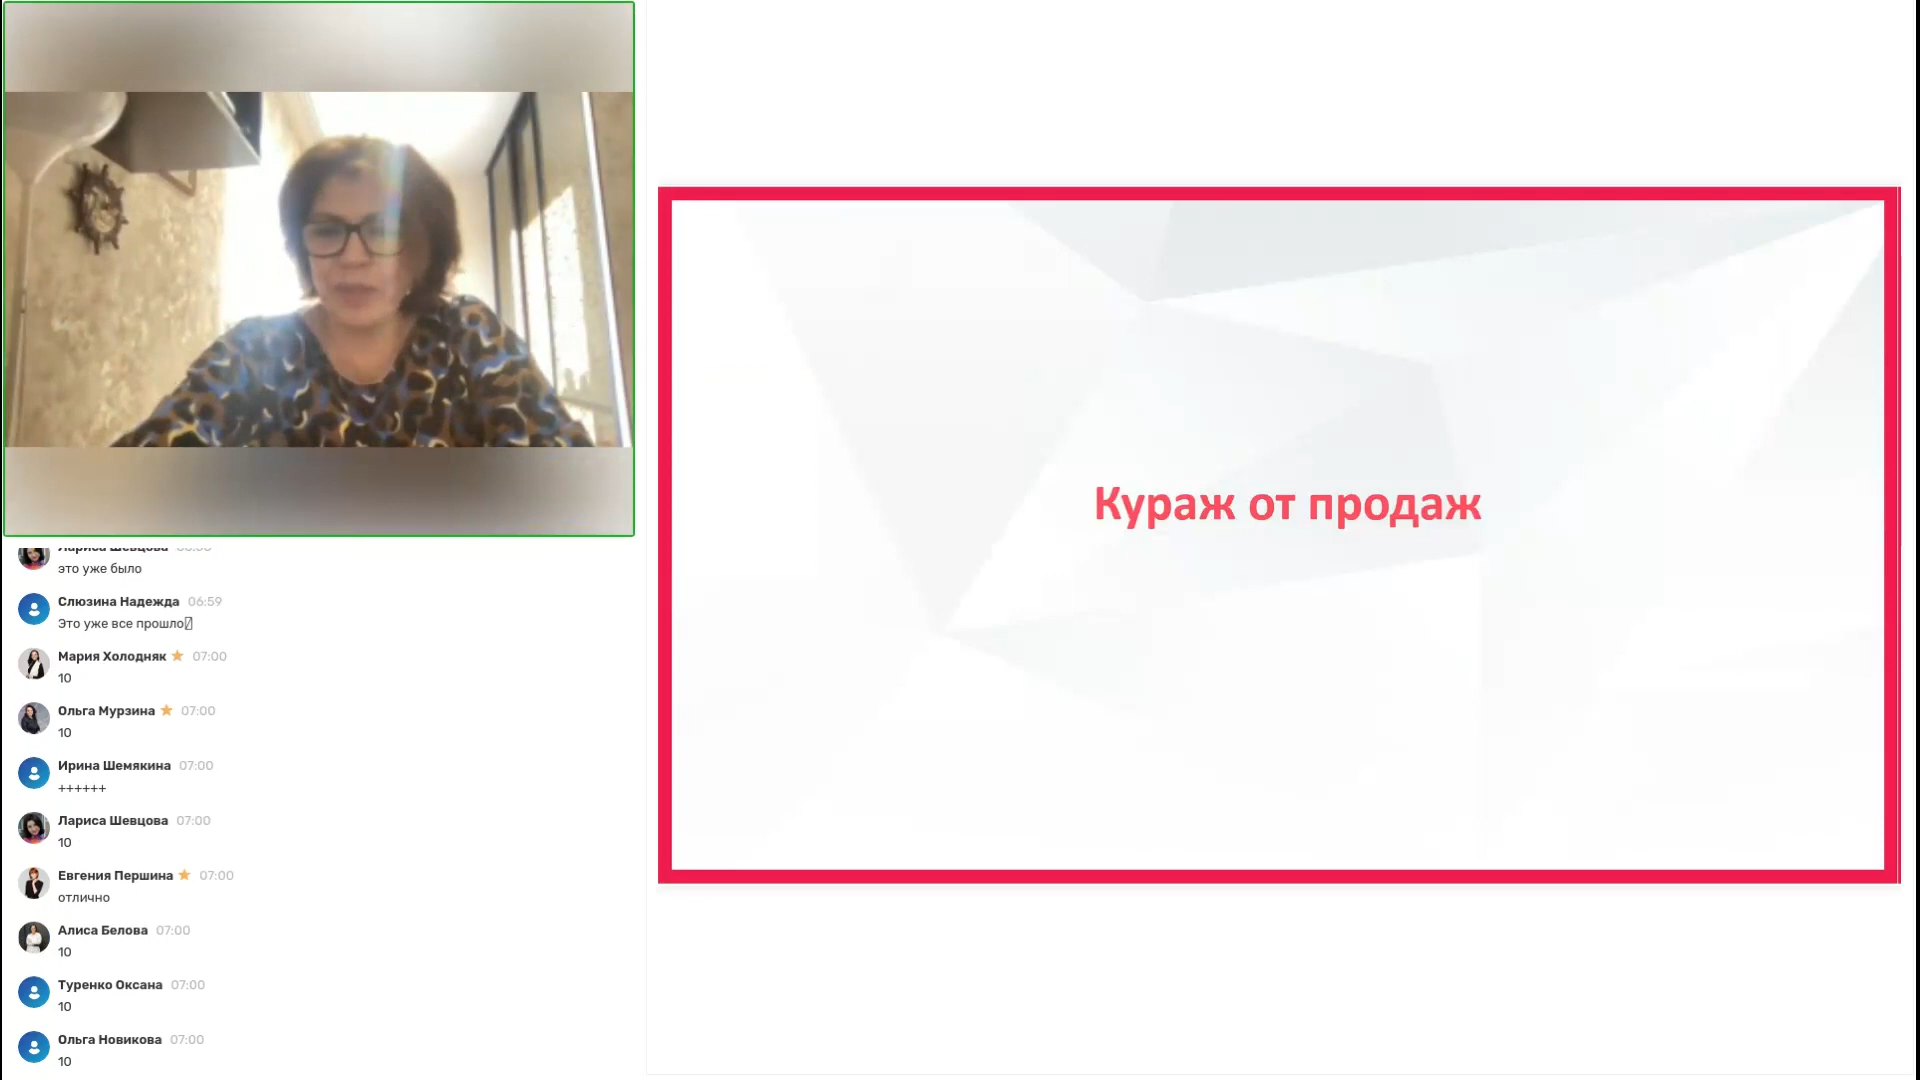 Лариса Шевцова
это уже было
Слюзина Надежда 06:59
Это уже все прошло
Мария Холодняк 07:00
10
Ольга Мурзина 07:00
10
Ирина Шемякина 07:00
++++++
Лариса Шевцова 07:00
10
Евгения Першина 07:00
отлично
Алиса Белова 07:00
10
Туренко Оксана 07:00
10
Ольга Новикова 07:00
10
Кураж от продаж